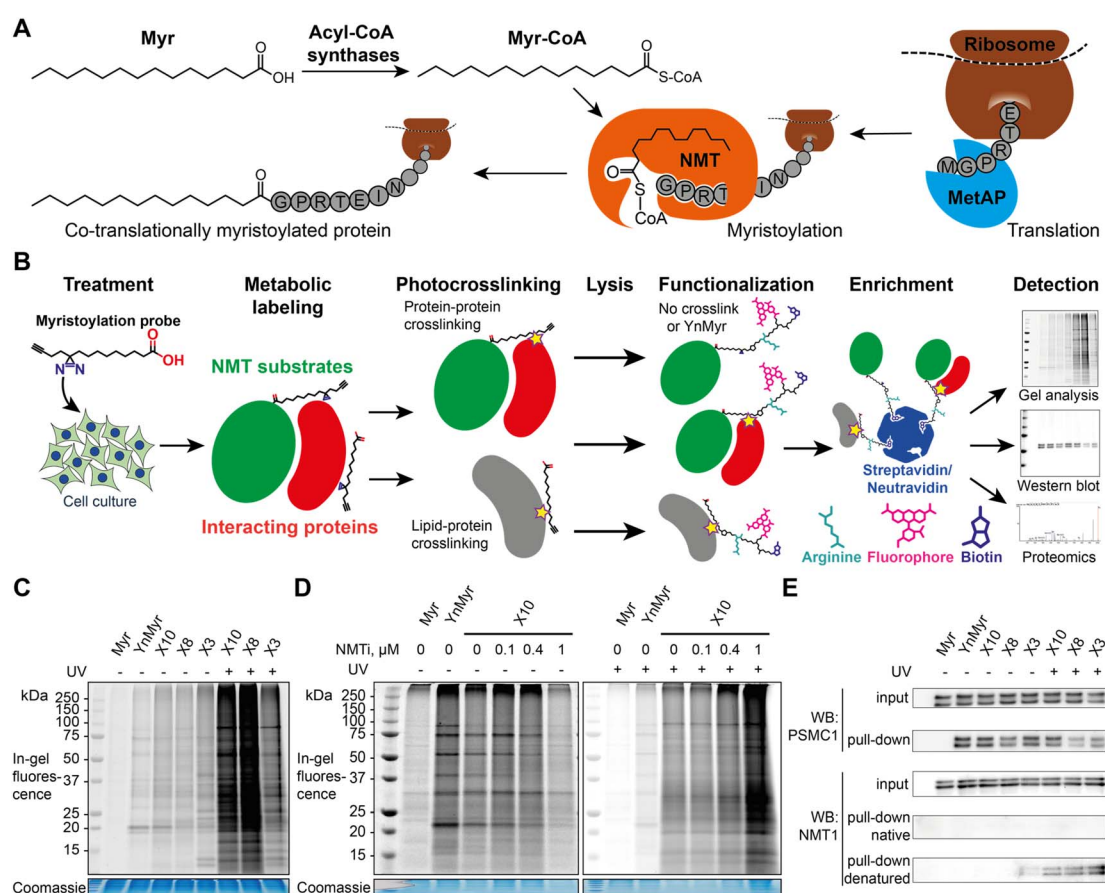 A
Myr
Acyl-CoA
synthases
Myr-CoA
O
OH
O
S-CoA
Ribosome
E
T
R
P
G
M
MetAP
Translation
NMT
O
S
CoA
G P R T I N
Myristoylation
O
G P R T E I N
Co-translationally myristoylated protein
B
Treatment
Metabolic
labeling
Photocrosslinking
Lysis
Functionalization
Enrichment
Detection
Myristoylation probe
O
OH
N=N
Cell culture
NMT substrates
Interacting proteins
Protein-protein
crosslinking
Lipid-protein
crosslinking
No crosslink
or YnMyr
Streptavidin/
Neutravidin
Arginine
Fluorophore
Biotin
Gel analysis
Western blot
Proteomics
C
Myr YnMyr X10 X8 X3 X10 X8 X3
UV - - - - - + + +
kDa
250
150
100
75
50
37
25
20
15
In-gel
fluores-
cence
Coomassie
D
Myr YnMyr X10 Myr YnMyr X10
NMTi, µM 0 0 0 0.1 0.4 1 0 0 0 0.1 0.4 1
UV - - - - - - + + + + + +
kDa
250
150
100
75
50
37
25
20
15
In-gel
fluores-
cence
Coomassie
E
Myr YnMyr X10 X8 X3 X10 X8 X3
UV - - - - - + + +
WB:
PSMC1
input
pull-down
WB:
NMT1
input
pull-down
native
pull-down
denatured